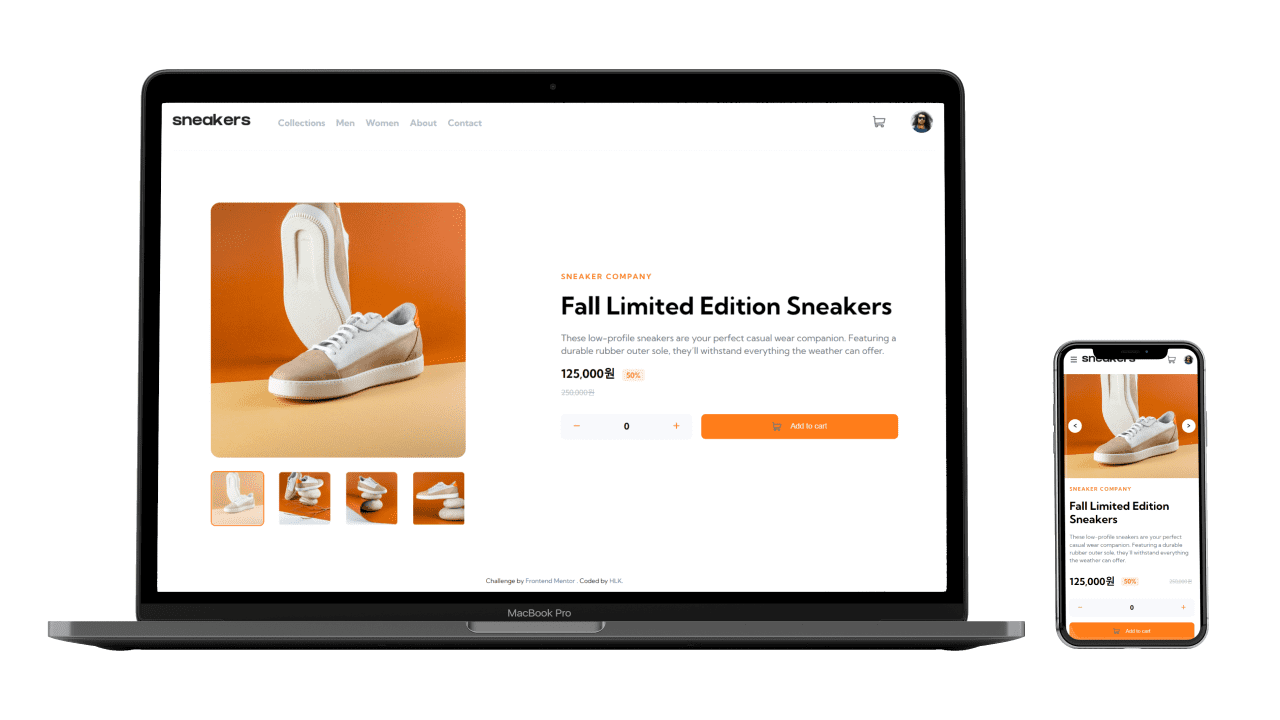 sneakers
Collections Men Women About Contact
SNEAKER COMPANY
Fall Limited Edition Sneakers
These low-profile sneakers are your perfect casual wear companion. Featuring a
durable rubber outer sole, they'll withstand everything the weather can offer.
125,000원 50%
250,000원
− 0 + Add to cart
Challenge by Frontend Mentor . Coded by HLK.
MacBook Pro
sneakers
< >
SNEAKER COMPANY
Fall Limited Edition
Sneakers
These low-profile sneakers are your perfect
casual wear companion. Featuring a durable
rubber outer sole, they'll withstand everything
the weather can offer.
125,000원 50% 250,000원
− 0 +
Add to cart